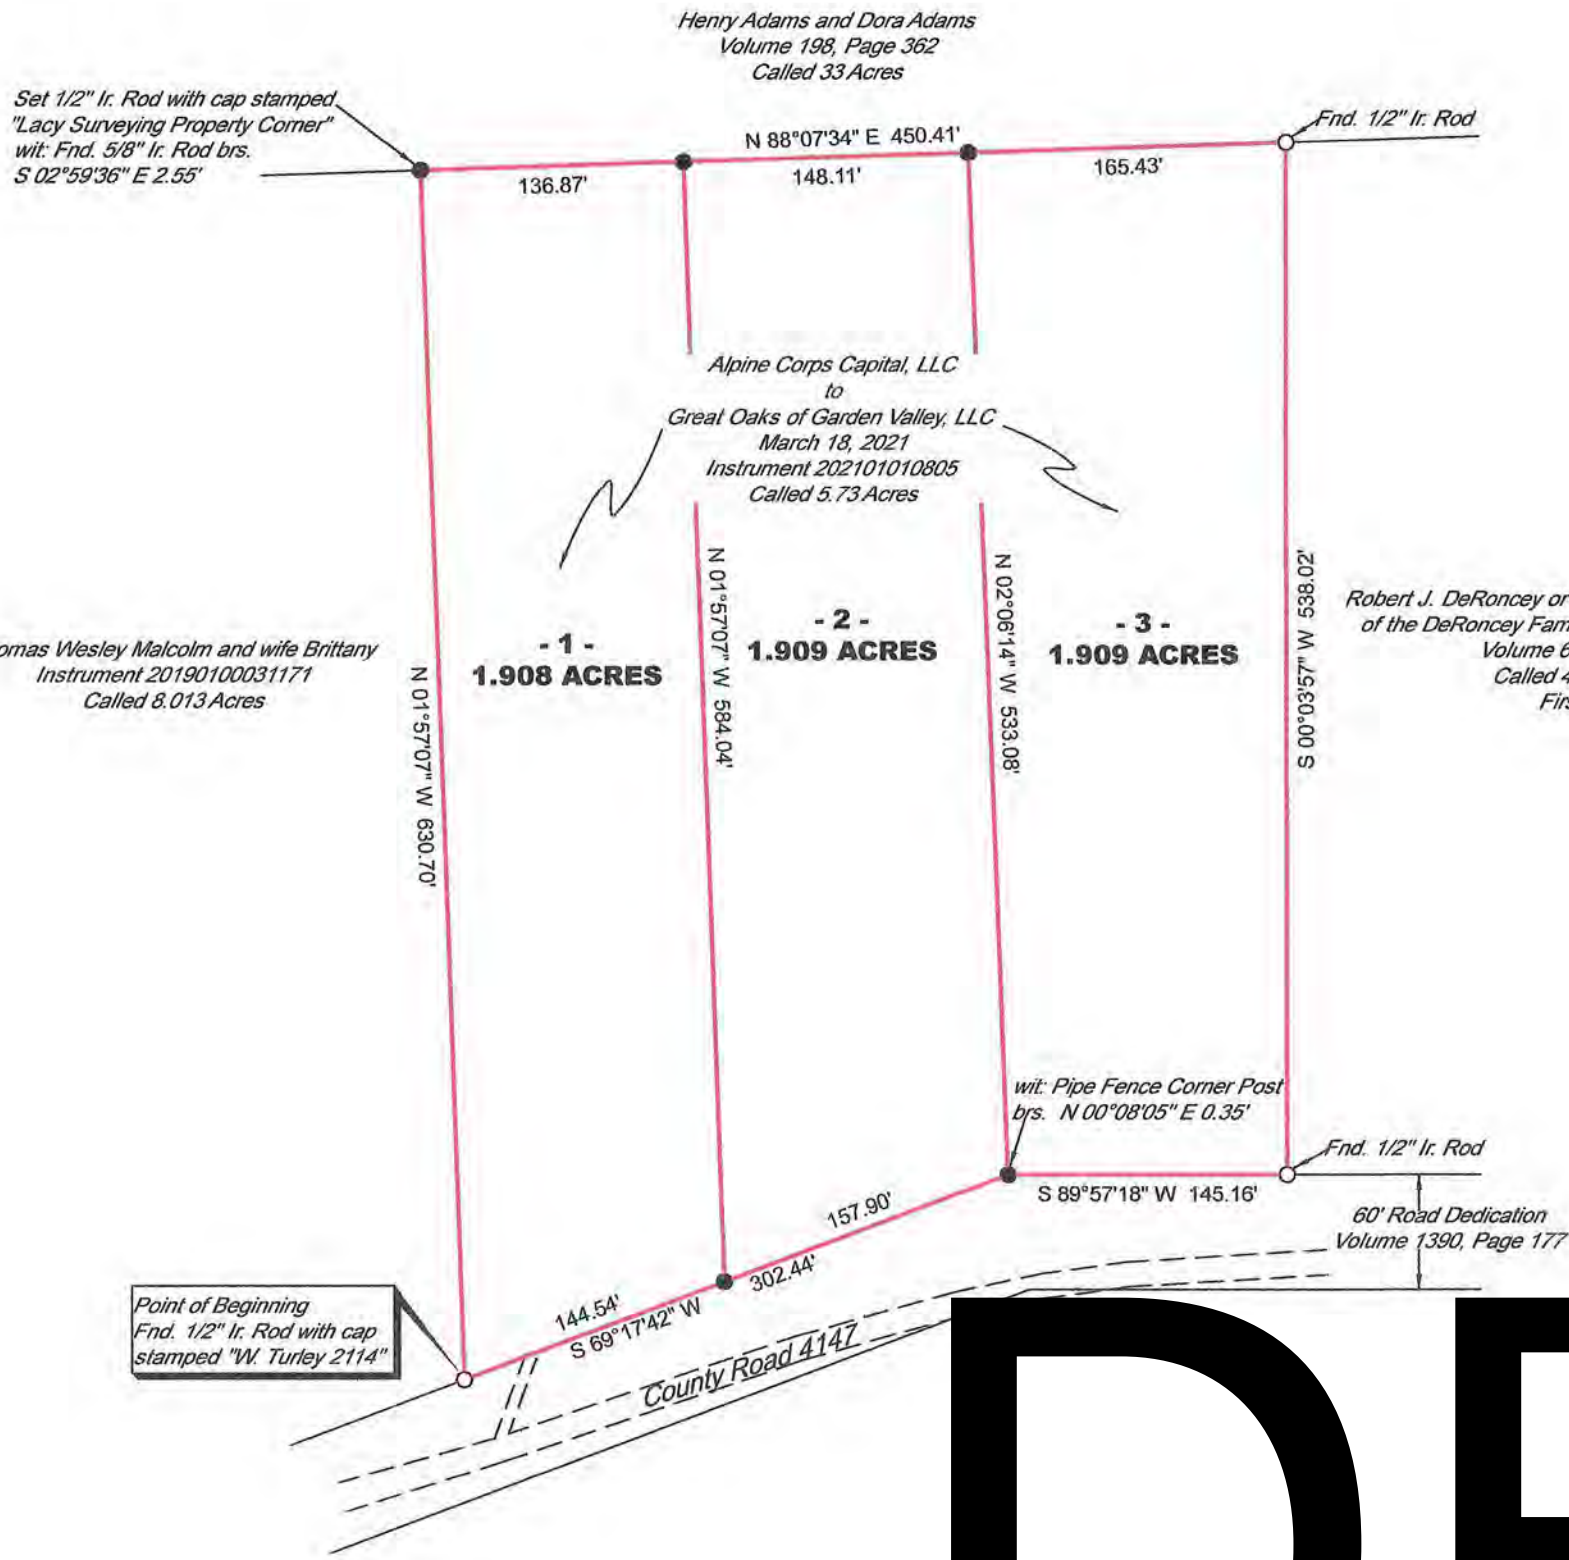 Henry Adams and Dora Adams
Volume 198, Page 362
Called 33 Acres
Set 1/2" Ir. Rod with cap stamped
"Lacy Surveying Property Corner"
wit: Fnd. 5/8" Ir. Rod brs.
S 02°59'36" E 2.55'
Fnd. 1/2" Ir. Rod
N 88°07'34" E 450.41'
136.87'
148.11'
165.43'
Alpine Corps Capital, LLC
to
Great Oaks of Garden Valley, LLC
March 18, 2021
Instrument 202101010805
Called 5.73 Acres
omas Wesley Malcolm and wife Brittany
Instrument 20190100031171
Called 8.013 Acres
N 01°57'07" W 630.70'
- 1 -
1.908 ACRES
N 01°57'07" W 584.04'
- 2 -
1.909 ACRES
N 02°06'14" W 533.08'
- 3 -
1.909 ACRES
S 00°03'57" W 538.02'
Robert J. DeRoncey or
of the DeRoncey Fam
Volume 6
Called 4
Firs
wit: Pipe Fence Corner Post
brs. N 00°08'05" E 0.35'
Fnd. 1/2" Ir. Rod
S 89°57'18" W 145.16'
60' Road Dedication
Volume 1390, Page 177
157.90'
302.44'
144.54'
S 69°17'42" W
Point of Beginning
Fnd. 1/2" Ir. Rod with cap
stamped "W. Turley 2114"
County Road 4147